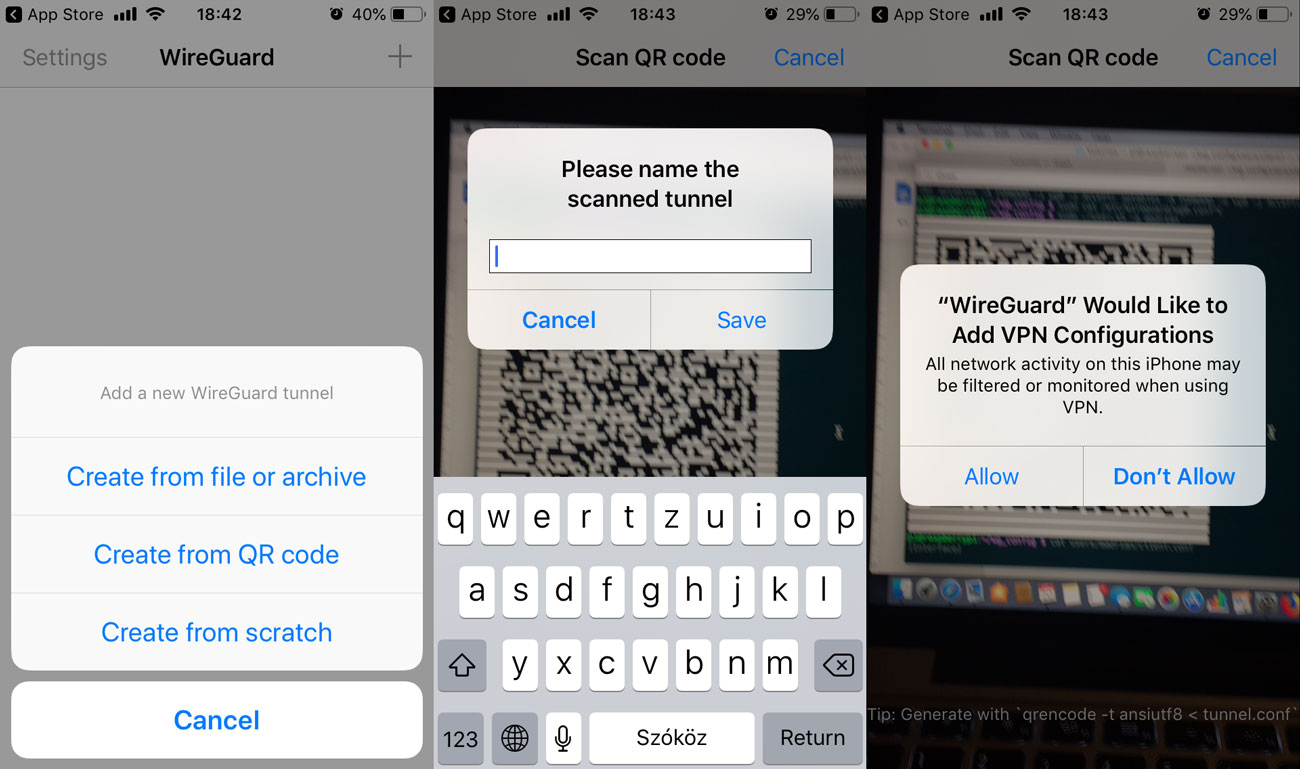 App Store 18:42 40%
Settings WireGuard
Add a new WireGuard tunnel
Create from file or archive
Create from QR code
Create from scratch
Cancel
App Store 18:43 29%
Scan QR code Cancel
Please name the
scanned tunnel
Cancel Save
q w e r t z u i o p
a s d f g h j k l
y x c v b n m
123 Szóköz Return
App Store 18:43 29%
Scan QR code Cancel
“WireGuard” Would Like to
Add VPN Configurations
All network activity on this iPhone may
be filtered or monitored when using
VPN.
Allow Don’t Allow
Tip: Generate with `qrencode -t ansiutf8 < tunnel.conf`